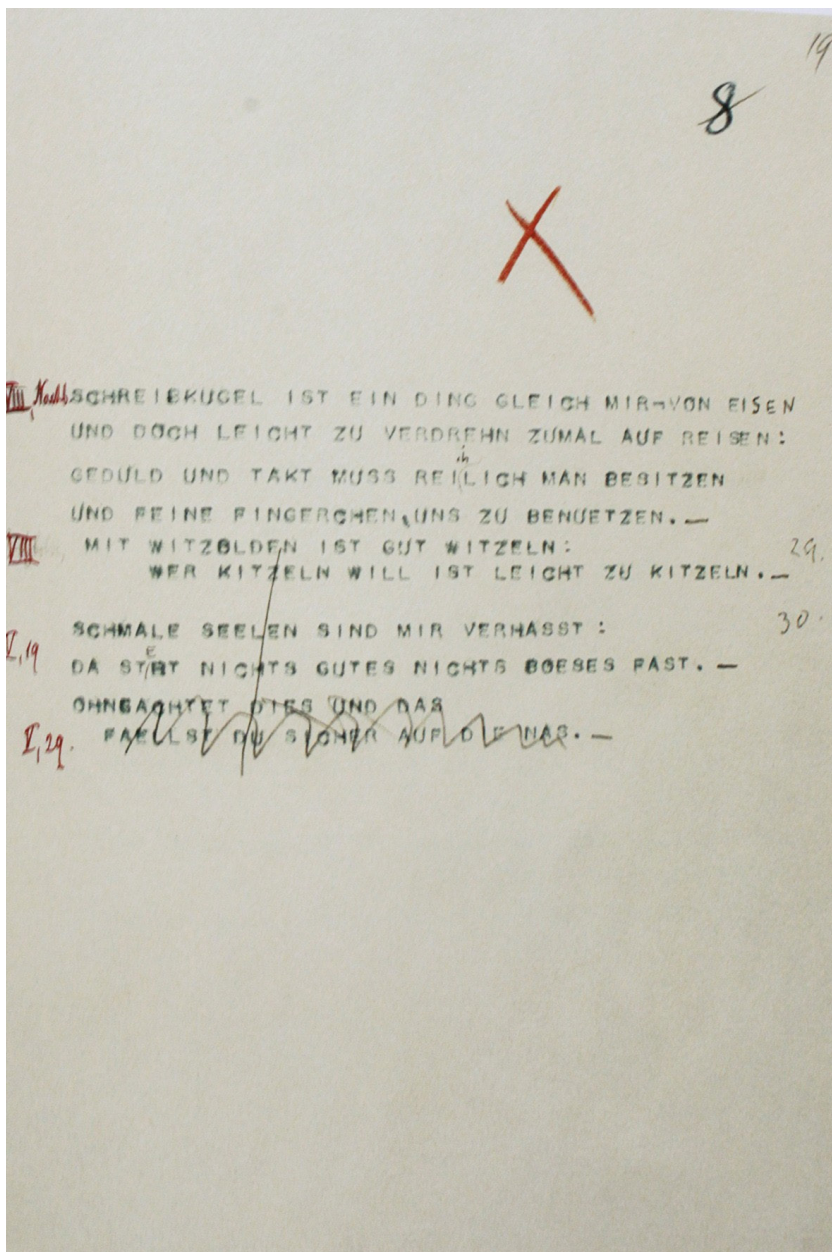 19
8
VIII, Nachl. SCHREIBKUGEL IST EIN DING GLEICH MIR¬VON EISEN
UND DOCH LEICHT ZU VERDREHN ZUMAL AUF REISEN:
ch
GEDULD UND TAKT MUSS REILICH MAN BESITZEN
UND FEINE FINGERCHEN, UNS ZU BENUETZEN. —
VIII MIT WITZBLDEN IST GUT WITZELN: 29.
WER KITZELN WILL IST LEICHT ZU KITZELN. —
SCHMALE SEELEN SIND MIR VERHASST: 30.
V, 19 E
DA STRT NICHTS GUTES NICHTS BOESES FAST. —
OHNGACHTET DIES UND DAS
V, 29. FAELLST DU SICHER AUF DIE NAS. —